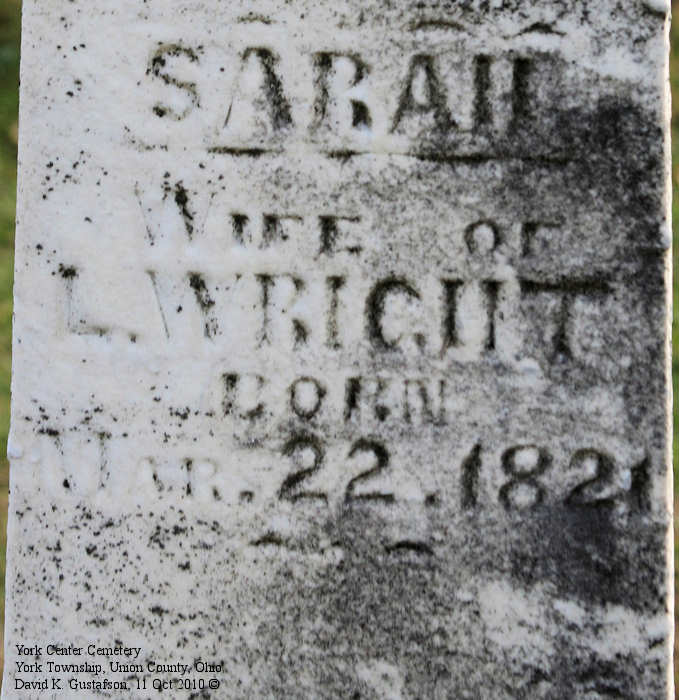 SARAH
WIFE OF
L. WRIGHT
BORN
MAR. 22. 1821
York Center Cemetery
York Township, Union County, Ohio,
David K. Gustafson, 11 Oct 2010 ©